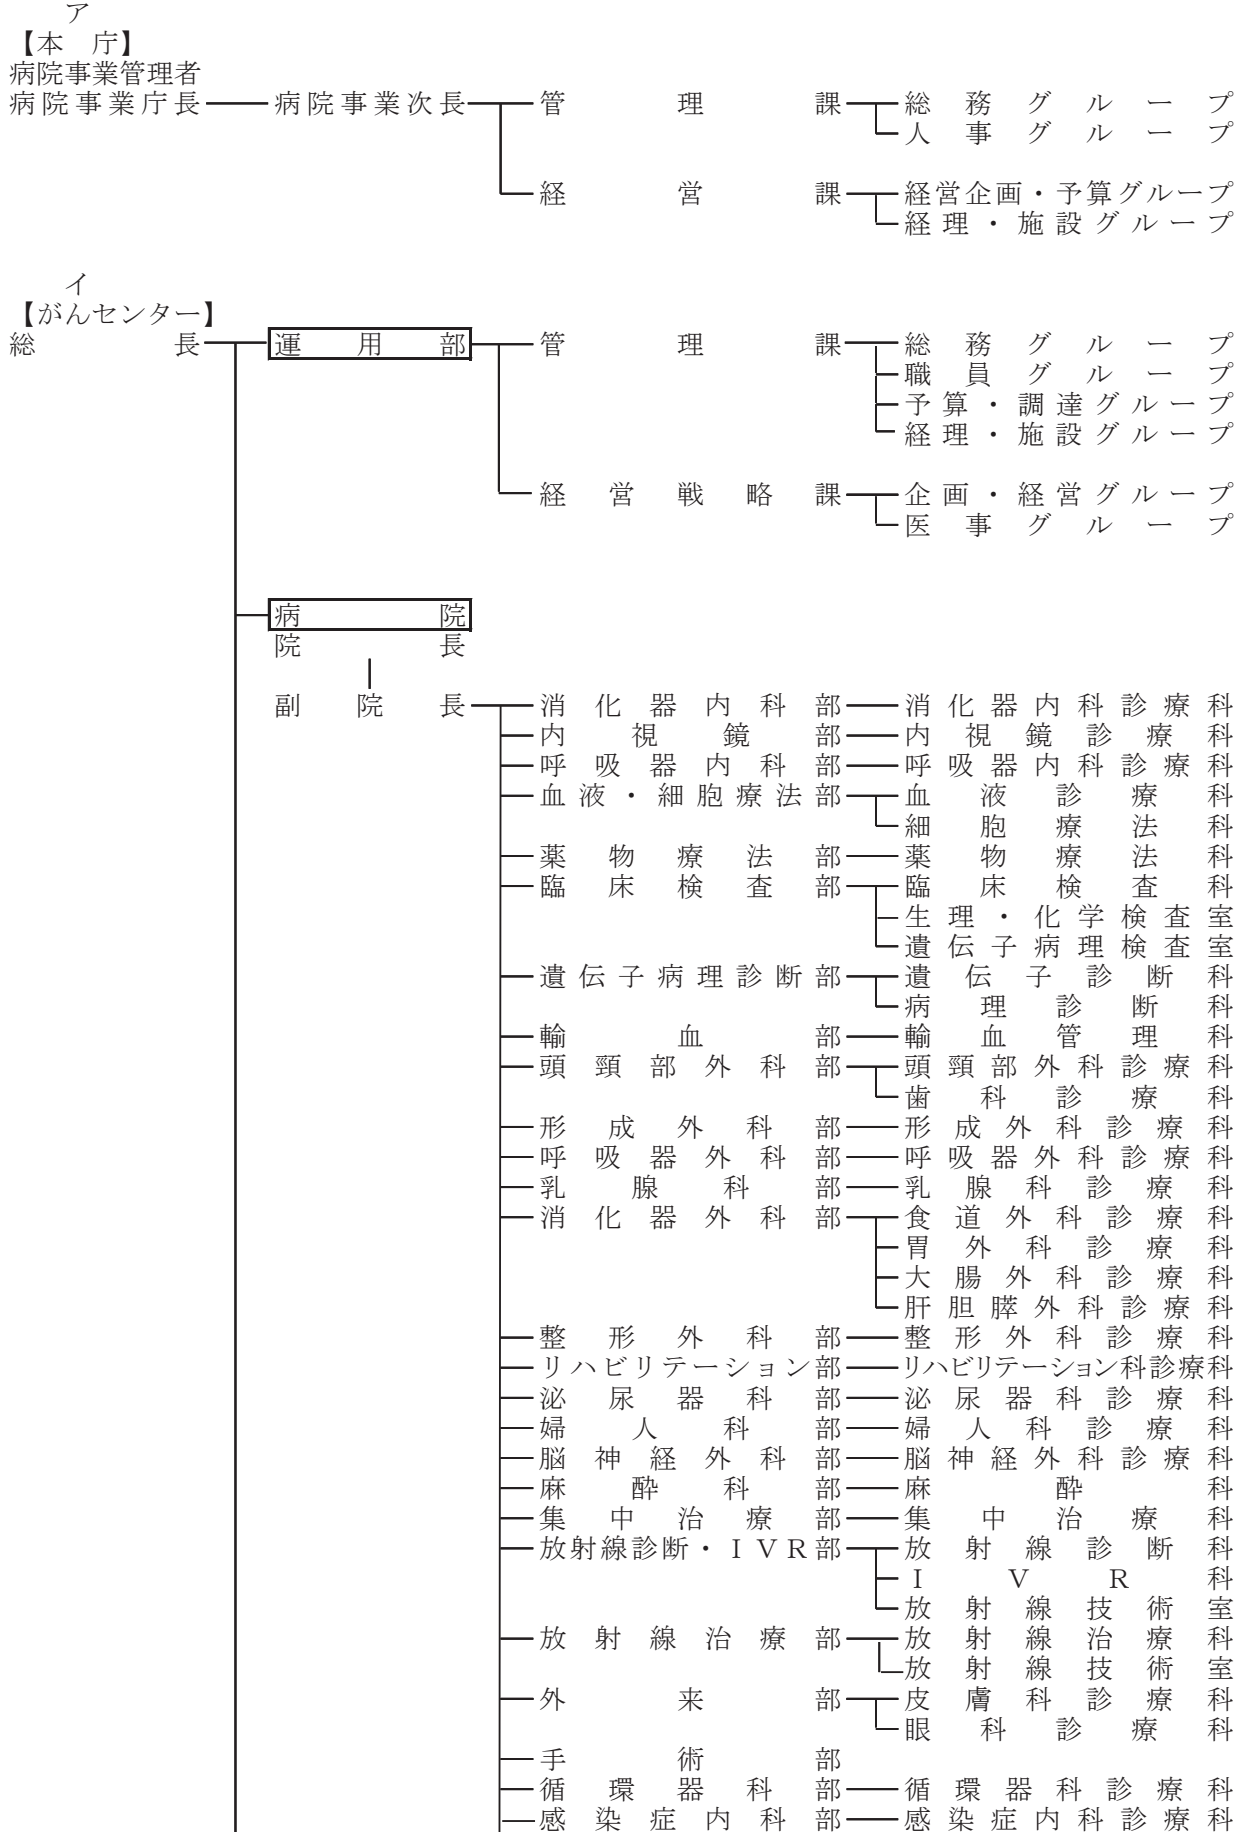 ア
【本　庁】
病院事業管理者
病院事業庁長 病院事業次長 管理課 総務グループ
人事グループ
経営課 経営企画・予算グループ
経理・施設グループ
イ
【がんセンター】
総長 運用部 管理課 総務グループ
職員グループ
予算・調達グループ
経理・施設グループ
経営戦略課 企画・経営グループ
医事グループ
病院
院長
副院長 消化器内科部 消化器内科診療科
内視鏡部 内視鏡診療科
呼吸器内科部 呼吸器内科診療科
血液・細胞療法部 血液診療科
細胞療法科
薬物療法部 薬物療法科
臨床検査部 臨床検査科
生理・化学検査室
遺伝子病理検査室
遺伝子病理診断部 遺伝子診断科
病理診断科
輸血部 輸血管理科
頭頸部外科部 頭頸部外科診療科
歯科診療科
形成外科部 形成外科診療科
呼吸器外科部 呼吸器外科診療科
乳腺科部 乳腺科診療科
消化器外科部 食道外科診療科
胃外科診療科
大腸外科診療科
肝胆膵外科診療科
整形外科部 整形外科診療科
リハビリテーション部 リハビリテーション科診療科
泌尿器科部 泌尿器科診療科
婦人科部 婦人科診療科
脳神経外科部 脳神経外科診療科
麻酔科部 麻酔科
集中治療部 集中治療科
放射線診断・ＩＶＲ部 放射線診断科
ＩＶＲ科
放射線技術室
放射線治療部 放射線治療科
放射線技術室
外来部 皮膚科診療科
眼科診療科
手術部
循環器科部 循環器科診療科
感染症内科部 感染症内科診療科